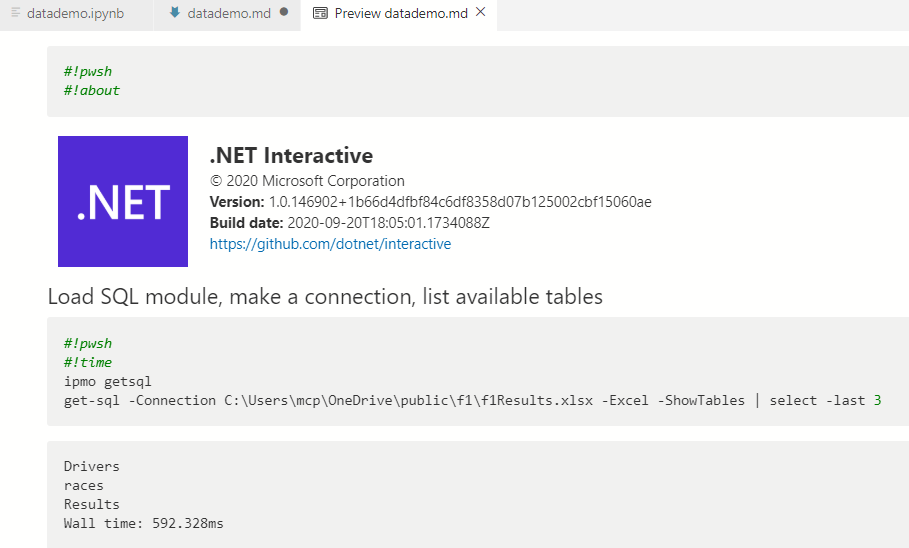 datademo.ipynb
datademo.md
Preview datademo.md
#!pwsh
#!about
.NET
.NET Interactive
© 2020 Microsoft Corporation
Version: 1.0.146902+1b66d4dfbf84c6df8358d07b125002cbf15060ae
Build date: 2020-09-20T18:05:01.1734088Z
https://github.com/dotnet/interactive
Load SQL module, make a connection, list available tables
#!pwsh
#!time
ipmo getsql
get-sql -Connection C:\Users\mcp\OneDrive\public\f1\f1Results.xlsx -Excel -ShowTables | select -last 3
Drivers
races
Results
Wall time: 592.328ms